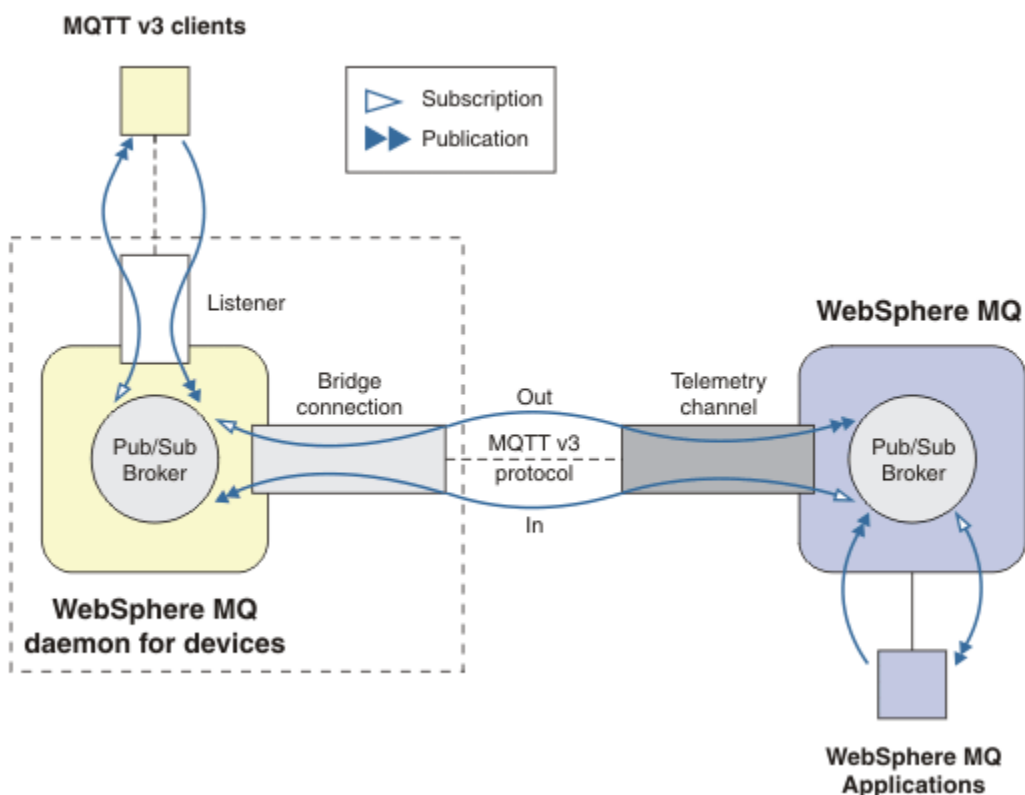 MQTT v3 clients
Subscription
Publication
Listener
WebSphere MQ
Bridge
connection
Out
Telemetry
channel
Pub/Sub
Broker
MQTT v3
protocol
Pub/Sub
Broker
In
WebSphere MQ
daemon for devices
WebSphere MQ
Applications